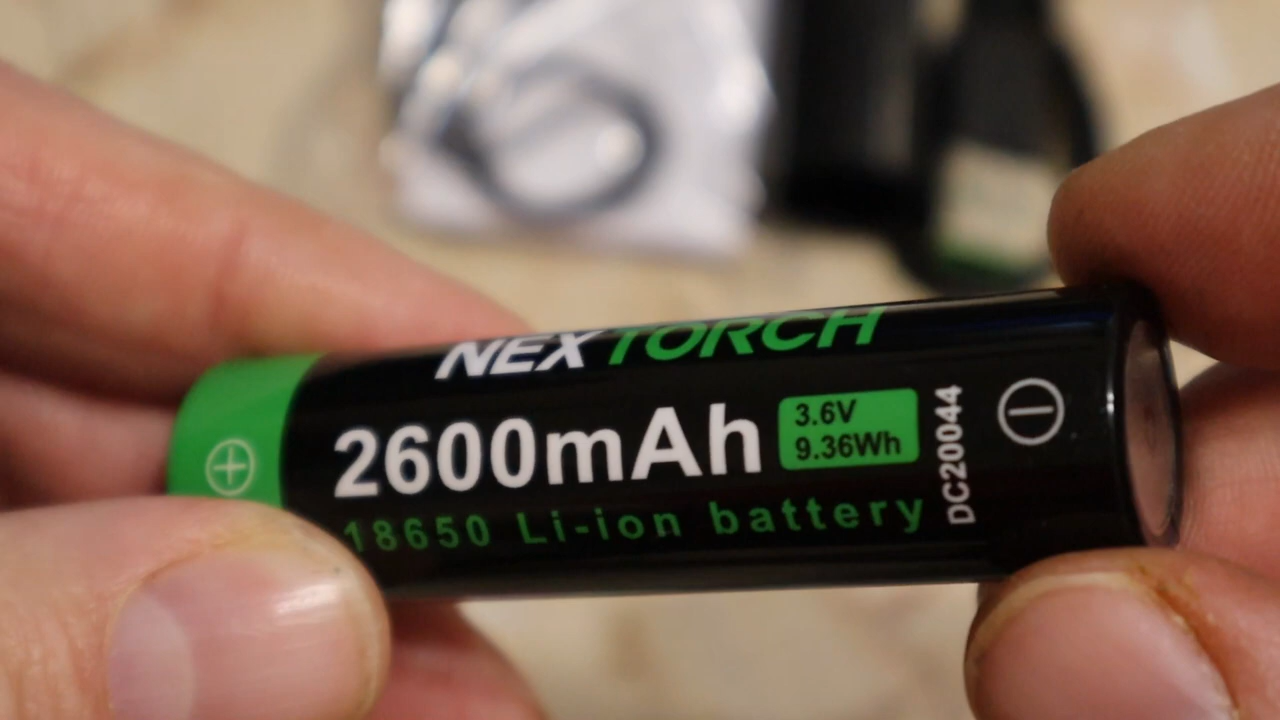 NEXTORCH
2600mAh
3.6V
9.36Wh
18650 Li-ion battery
DC20044